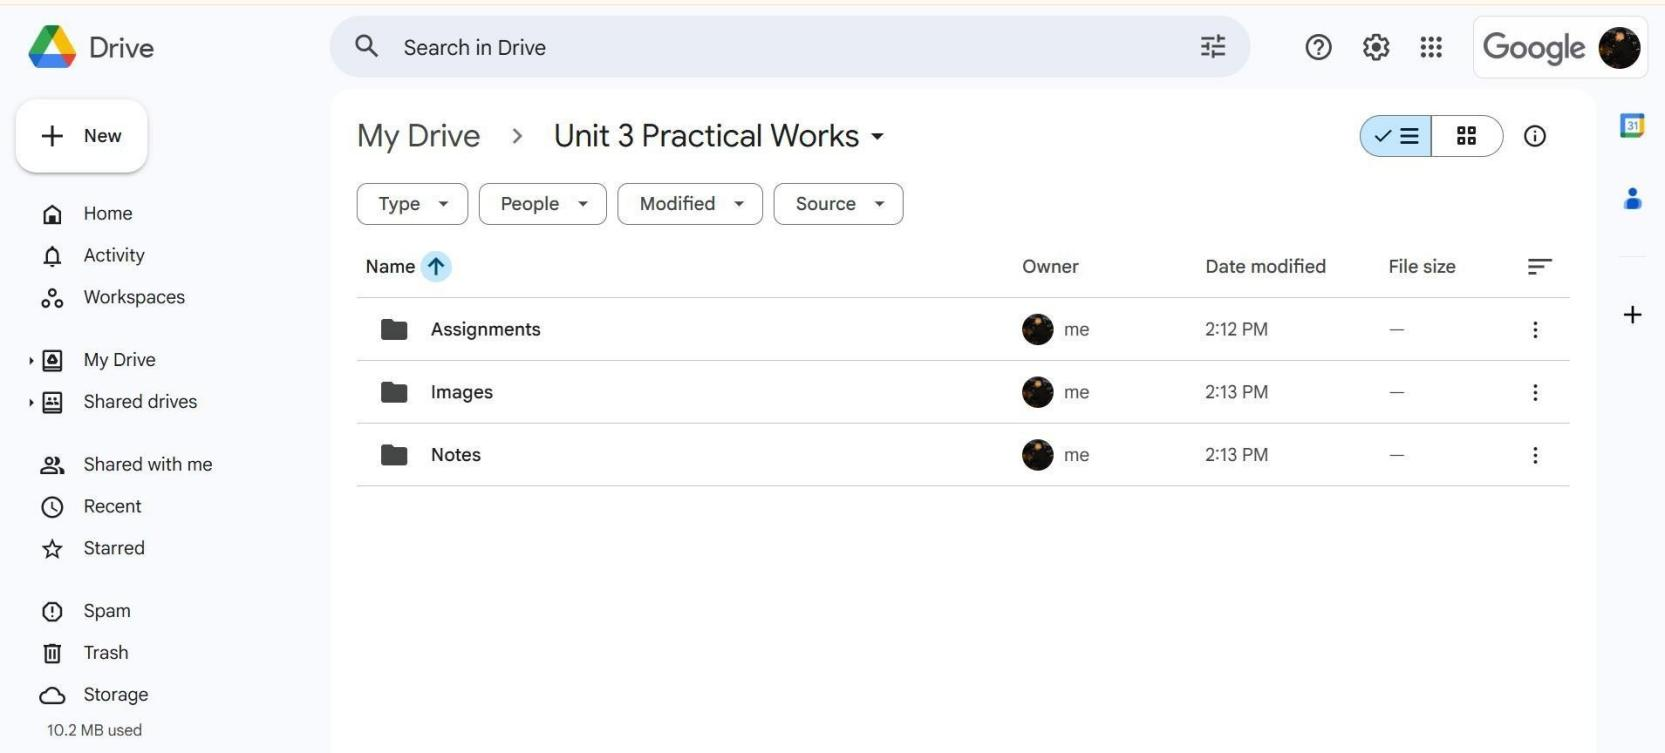 Drive
Search in Drive
Google
New
My Drive
Unit 3 Practical Works
31
Home
Activity
Workspaces
My Drive
Shared drives
Shared with me
Recent
Starred
Spam
Trash
Storage
10.2 MB used
Type
People
Modified
Source
Name Owner Date modified File size
Assignments me 2:12 PM —
Images me 2:13 PM —
Notes me 2:13 PM —